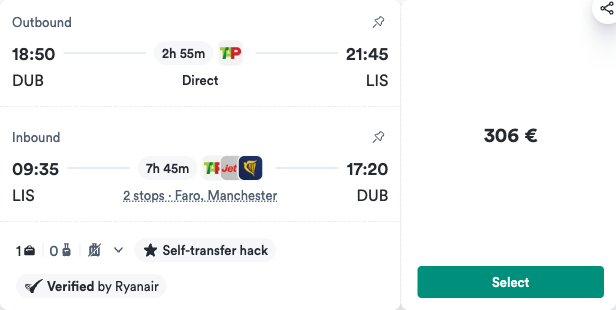 Outbound
18:50 2h 55m TAP 21:45
DUB Direct LIS
Inbound
09:35 7h 45m Jet 17:20
LIS 2 stops · Faro, Manchester DUB
1 0 Self-transfer hack
Verified by Ryanair
306 €
Select